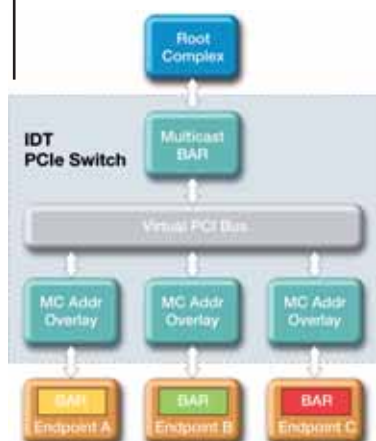 Root
Complex
IDT
PCIe Switch
Multicast
BAR
Virtual PCI Bus
MC Addr
Overlay
MC Addr
Overlay
MC Addr
Overlay
BAR
Endpoint A
BAR
Endpoint B
BAR
Endpoint C